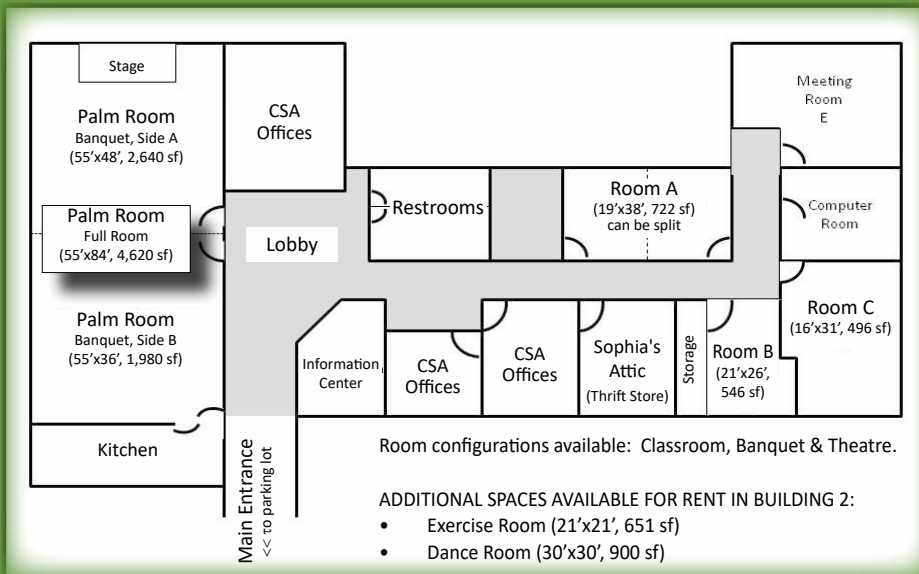 Stage
Palm Room
Banquet, Side A
(55'x48', 2,640 sf)
Palm Room
Full Room
(55'x84', 4,620 sf)
Palm Room
Banquet, Side B
(55'x36', 1,980 sf)
Kitchen
CSA
Offices
Lobby
Restrooms
Room A
(19'x38', 722 sf)
can be split
Meeting
Room
E
Computer
Room
Room C
(16'x31', 496 sf)
Information
Center
CSA
Offices
CSA
Offices
Sophia's
Attic
(Thrift Store)
Storage
Room B
(21'x26',
546 sf)
Main Entrance
<< To parking lot
Room configurations available: Classroom, Banquet & Theatre.
ADDITIONAL SPACES AVAILABLE FOR RENT IN BUILDING 2:
• Exercise Room (21'x21', 651 sf)
• Dance Room (30'x30', 900 sf)